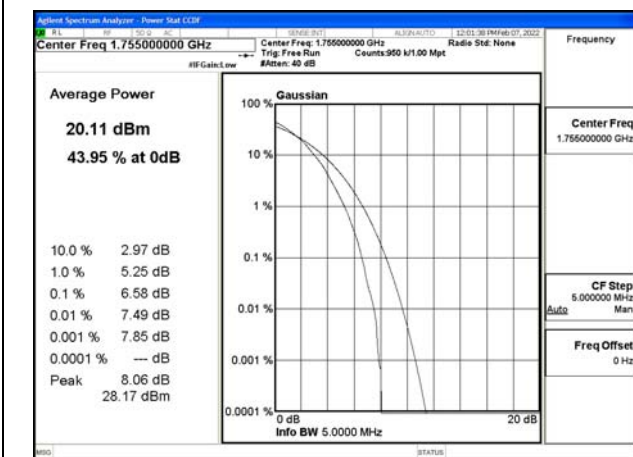 Agilent Spectrum Analyzer - Power Stat CCDF
RL RF 50 Ω AC SENSE:INT ALIGN AUTO 12:01:38 PM Feb 07, 2022
Center Freq 1.755000000 GHz
Center Freq: 1.755000000 GHz Radio Std: None
Trig: Free Run Counts:950 k/1.00 Mpt
#IFGain:Low #Atten: 40 dB
Frequency
Average Power
20.11 dBm
43.95 % at 0dB
10.0 % 2.97 dB
1.0 % 5.25 dB
0.1 % 6.58 dB
0.01 % 7.49 dB
0.001 % 7.85 dB
0.0001 % --- dB
Peak 8.06 dB
28.17 dBm
Gaussian
100 %
10 %
1 %
0.1 %
0.01 %
0.001 %
0.0001 %
0 dB 20 dB
Info BW 5.0000 MHz
Center Freq
1.755000000 GHz
CF Step
5.000000 MHz
Auto Man
Freq Offset
0 Hz
MSG STATUS